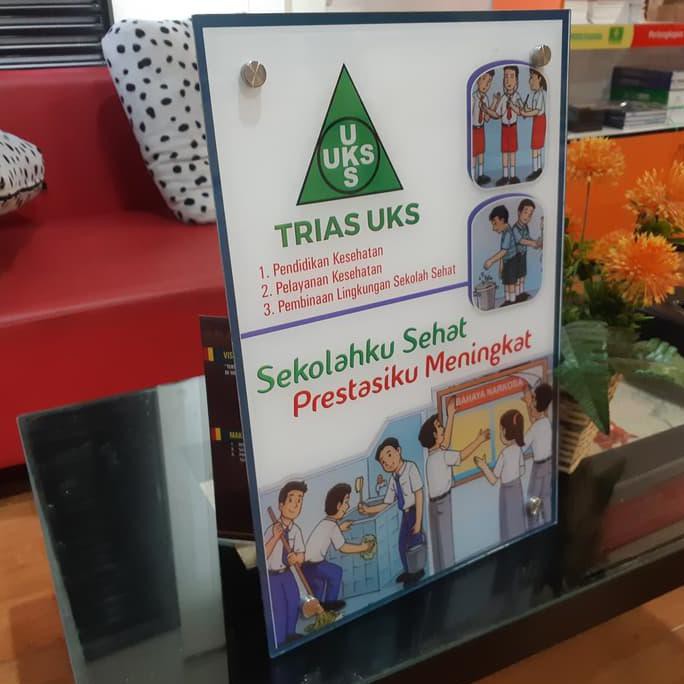 U
UKS
S
TRIAS UKS
1. Pendidikan Kesehatan
2. Pelayanan Kesehatan
3. Pembinaan Lingkungan Sekolah Sehat
Sekolahku Sehat
Prestasiku Meningkat
BAHAYA NARKOBA